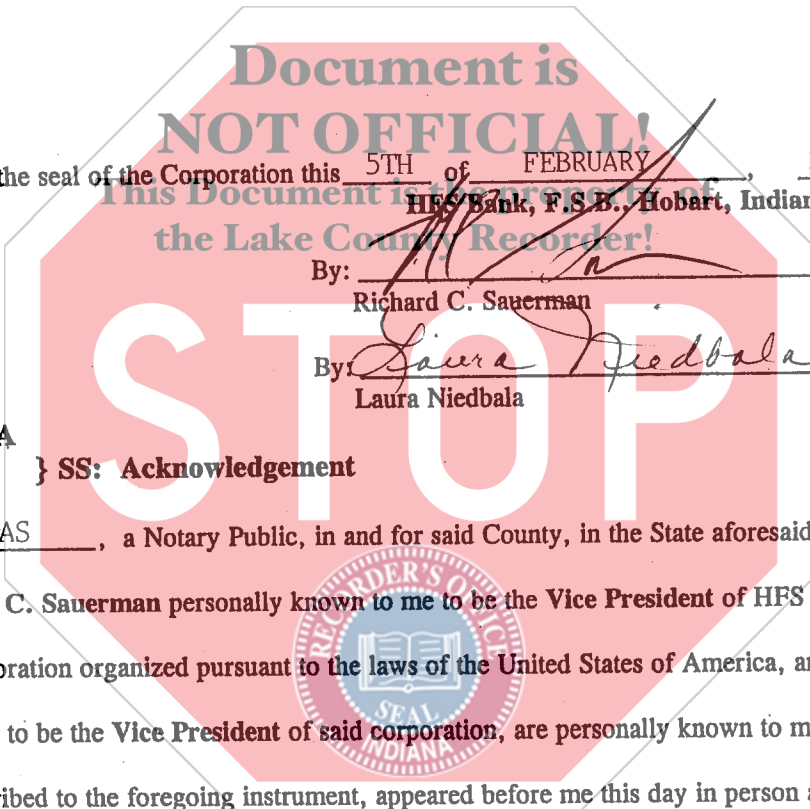 Document is
NOT OFFICIAL!
the seal of the Corporation this 5TH of FEBRUARY,
This Document is the property of
HFS Bank, F.S.B., Hobart, Indian
the Lake County Recorder!
By:
Richard C. Sauerman
STOP
By: Laura Niedbala
Laura Niedbala
A
} SS: Acknowledgement
AS, a Notary Public, in and for said County, in the State aforesaid
C. Sauerman personally known to me to be the Vice President of HFS
RECORDER'S OFFICE
oration organized pursuant to the laws of the United States of America, an
to be the Vice President of said corporation, are personally known to m
SEAL
INDIANA
ribed to the foregoing instrument, appeared before me this day in person a